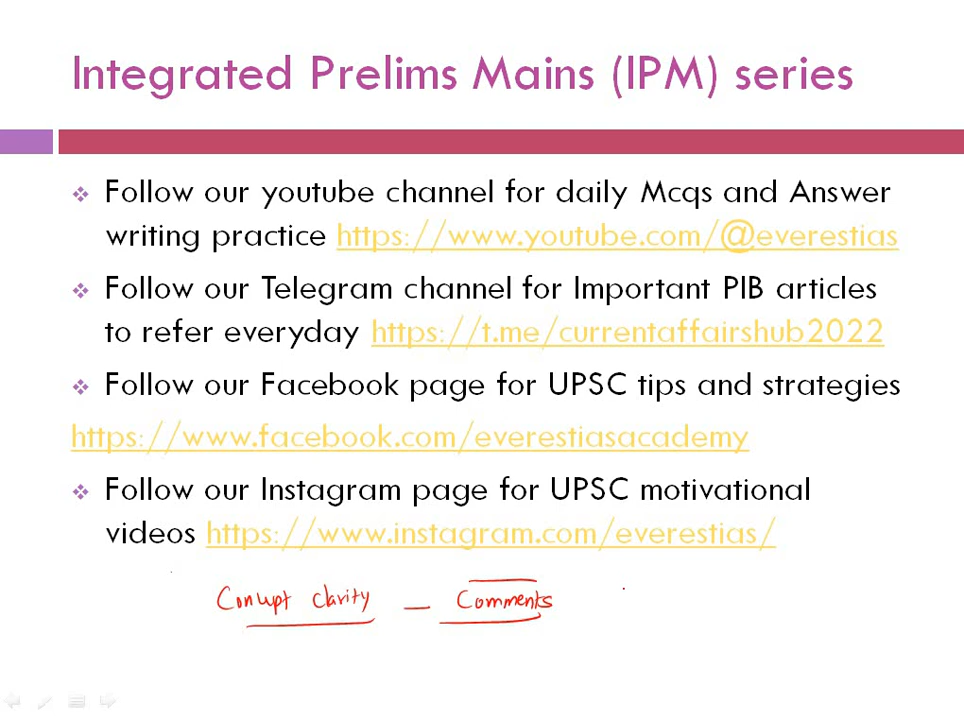 Integrated Prelims Mains (IPM) series
Follow our youtube channel for daily Mcqs and Answer
writing practice https://www.youtube.com/@everestias
Follow our Telegram channel for Important PIB articles
to refer everyday https://t.me/currentaffairshub2022
Follow our Facebook page for UPSC tips and strategies
https://www.facebook.com/everestiasacademy
Follow our Instagram page for UPSC motivational
videos https://www.instagram.com/everestias/
Concept clarity — Comments